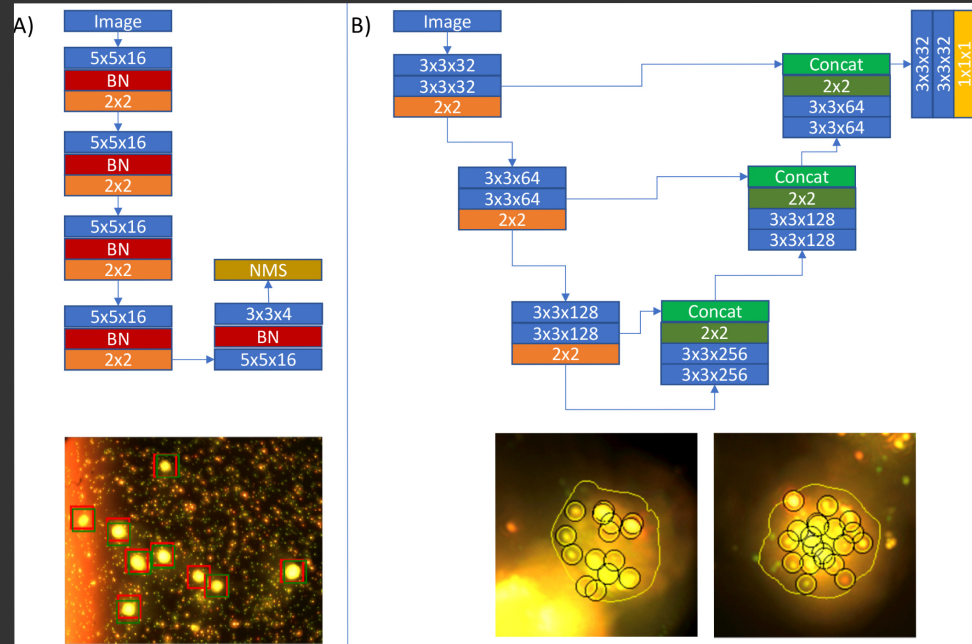 A)
Image
5x5x16
BN
2x2
5x5x16
BN
2x2
5x5x16
BN
2x2
5x5x16
BN
2x2
NMS
3x3x4
BN
5x5x16
B)
Image
3x3x32
3x3x32
2x2
3x3x64
3x3x64
2x2
3x3x128
3x3x128
2x2
Concat
2x2
3x3x256
3x3x256
Concat
2x2
3x3x128
3x3x128
Concat
2x2
3x3x64
3x3x64
3x3x32
3x3x32
1x1x1